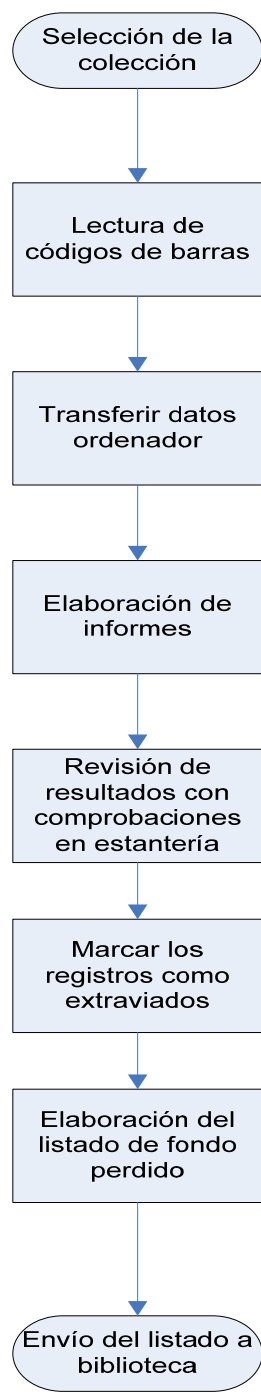 Selección de la
colección
Lectura de
códigos de barras
Transferir datos
ordenador
Elaboración de
informes
Revisión de
resultados con
comprobaciones
en estantería
Marcar los
registros como
extraviados
Elaboración del
listado de fondo
perdido
Envío del listado a
biblioteca